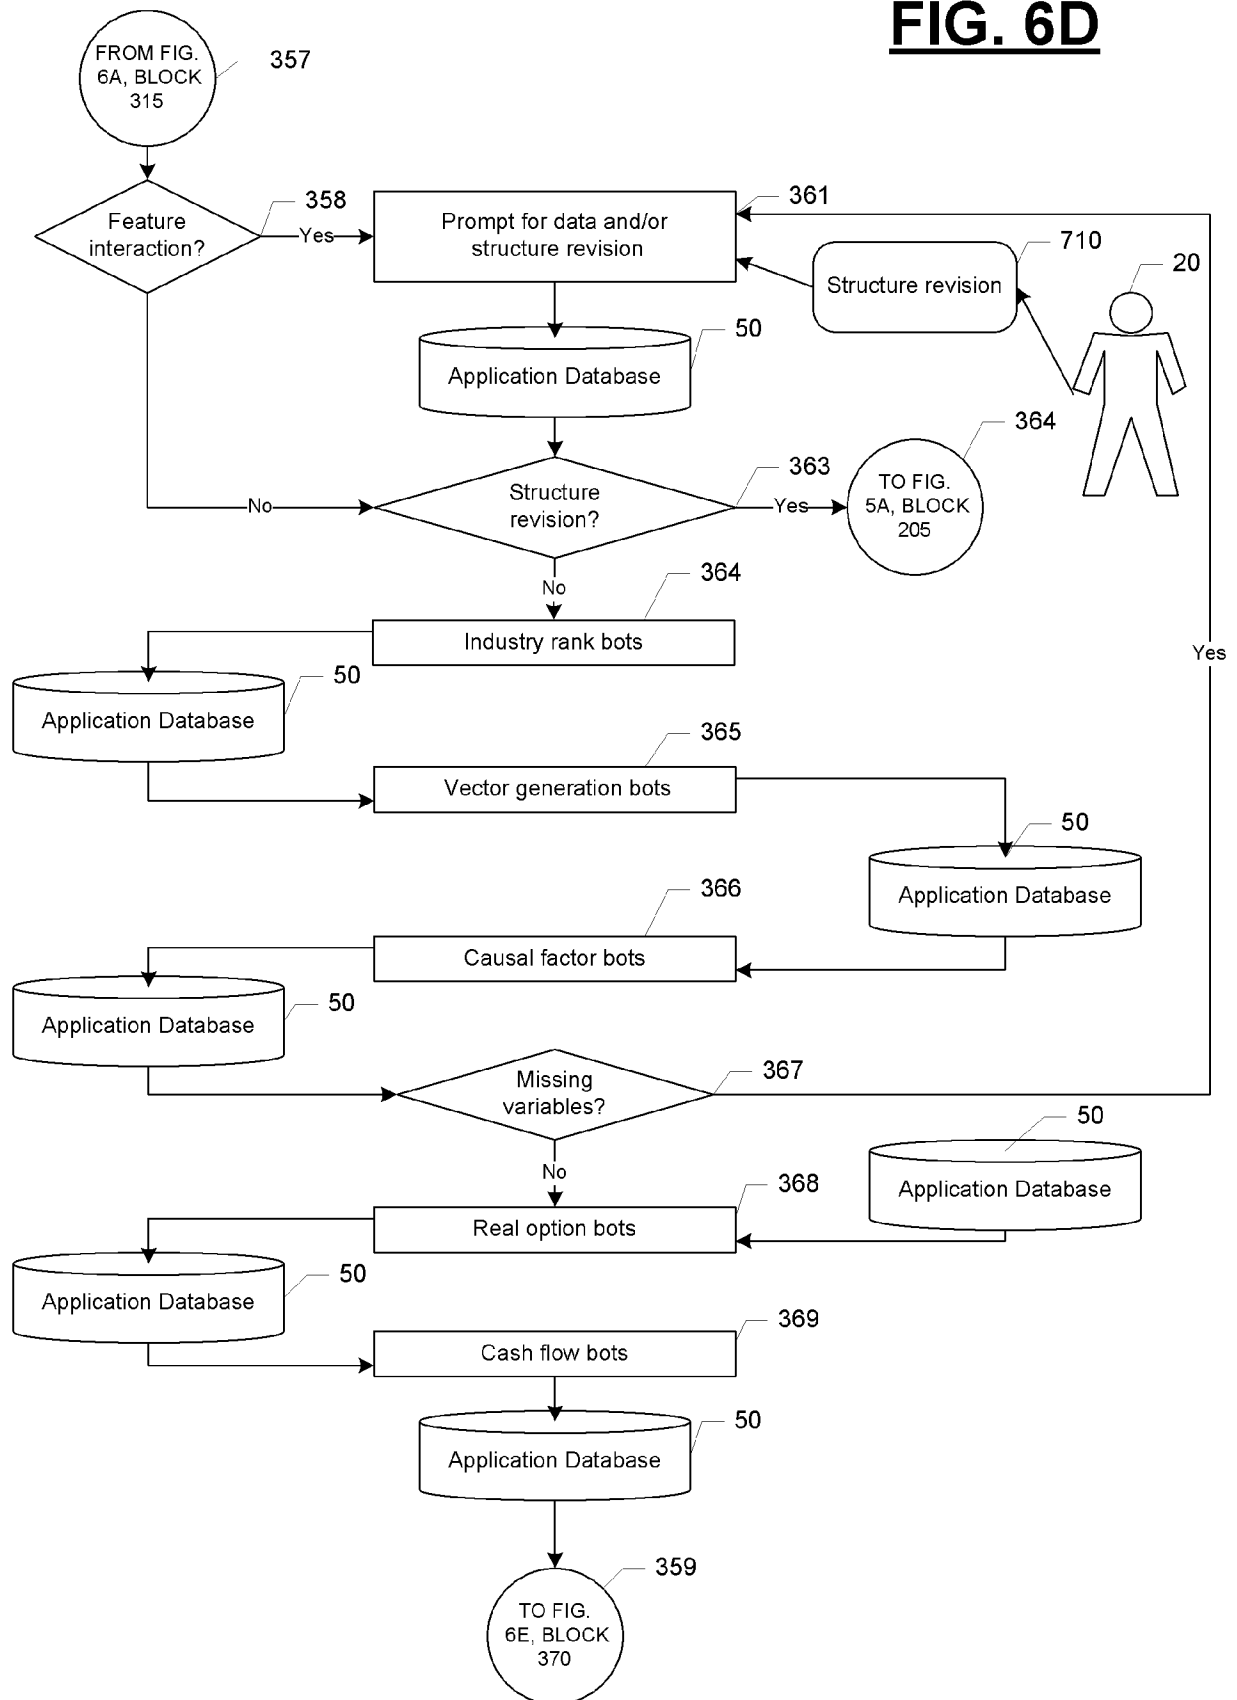 FIG. 6D
FROM FIG.
6A, BLOCK
315
357
Feature
interaction?
358
Yes
Prompt for data and/or
structure revision
361
Structure revision
710
20
50
Application Database
No
Structure
revision?
363
Yes
TO FIG.
5A, BLOCK
205
364
No
364
Industry rank bots
Yes
50
Application Database
365
Vector generation bots
50
Application Database
366
Causal factor bots
50
Application Database
Missing
variables?
367
No
50
Application Database
368
Real option bots
50
Application Database
369
Cash flow bots
50
Application Database
359
TO FIG.
6E, BLOCK
370